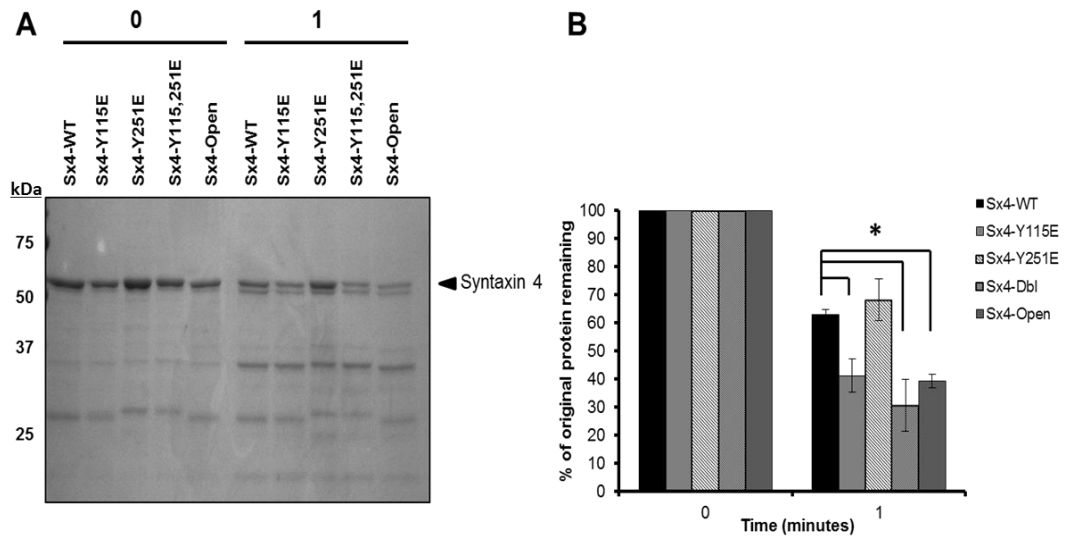 A
0
1
Sx4-WT
Sx4-Y115E
Sx4-Y251E
Sx4-Y115,251E
Sx4-Open
Sx4-WT
Sx4-Y115E
Sx4-Y251E
Sx4-Y115,251E
Sx4-Open
kDa
75
50
37
25
Syntaxin 4
B
% of original protein remaining
100
90
80
70
60
50
40
30
20
10
0
*
0
1
Time (minutes)
Sx4-WT
Sx4-Y115E
Sx4-Y251E
Sx4-Dbl
Sx4-Open